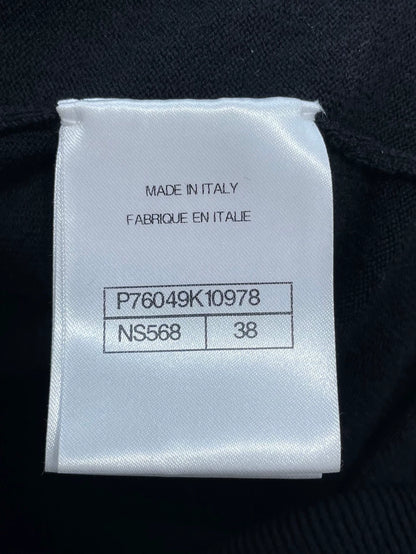 MADE IN ITALY
FABRIQUE EN ITALIE
P76049K10978
NS568 38